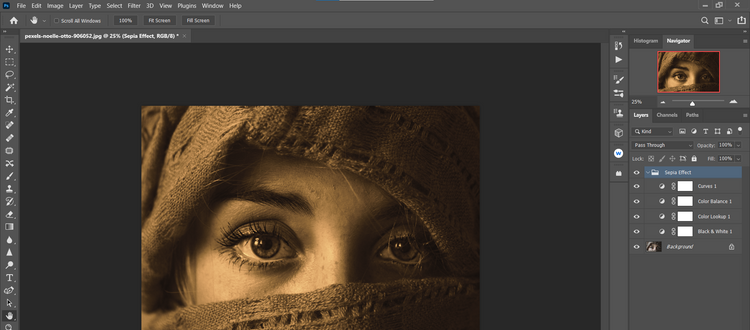 Ps File Edit Image Layer Type Select Filter 3D View Plugins Window Help
Scroll All Windows 100% Fit Screen Fill Screen
pexels-noelle-otto-906052.jpg @ 25% (Sepia Effect, RGB/8) * ×
Histogram Navigator
25%
Layers Channels Paths
Kind
Pass Through Opacity: 100%
Lock: Fill: 100%
Sepia Effect
Curves 1
Color Balance 1
Color Lookup 1
Black & White 1
Background
T
W